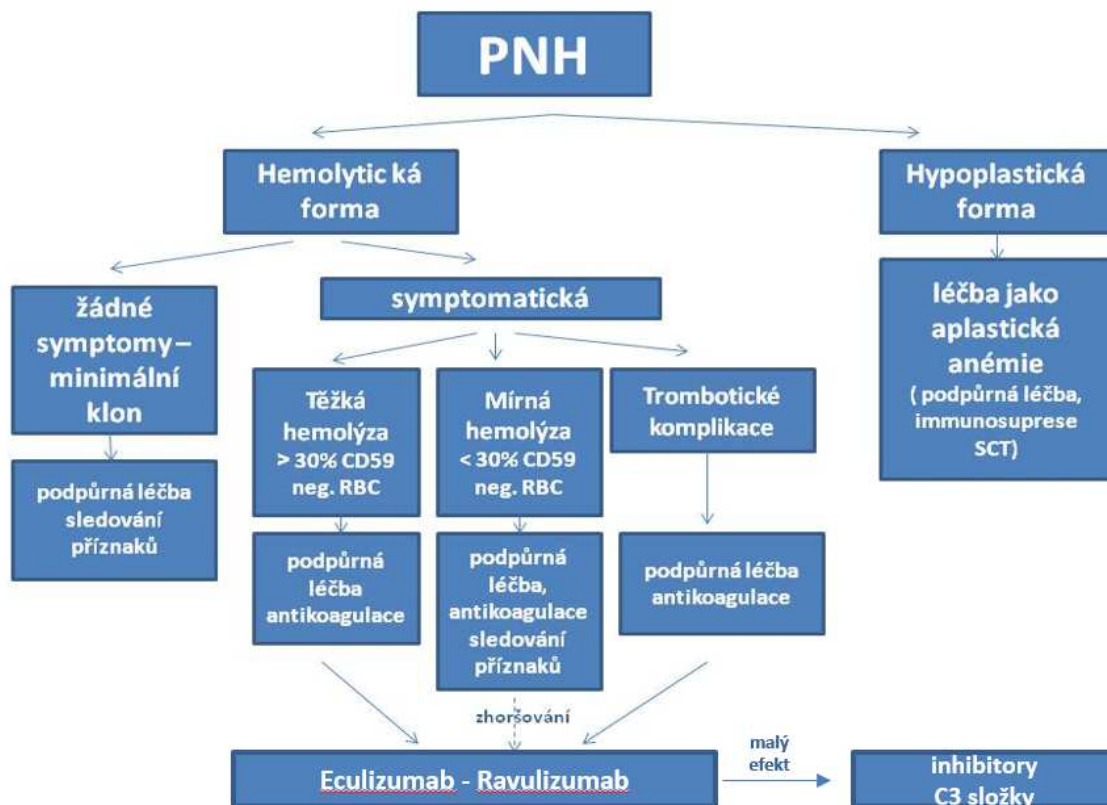 PNH
Hemolytic ká
forma
Hypoplastická
forma
žádné
symptomy –
minimální
klon
symptomatická
léčba jako
aplastická
anémie
( podpůrná léčba,
immunosuprese
SCT)
Těžká
hemolýza
> 30% CD59
neg. RBC
Mírná
hemolýza
< 30% CD59
neg. RBC
Trombotické
komplikace
podpůrná léčba
sledování
příznaků
podpůrná
léčba
antikoagulace
podpůrná
léčba,
antikoagulace
sledování
příznaků
podpůrná léčba
antikoagulace
zhoršování
Eculizumab - Ravulizumab
malý
efekt
inhibitory
C3 složky